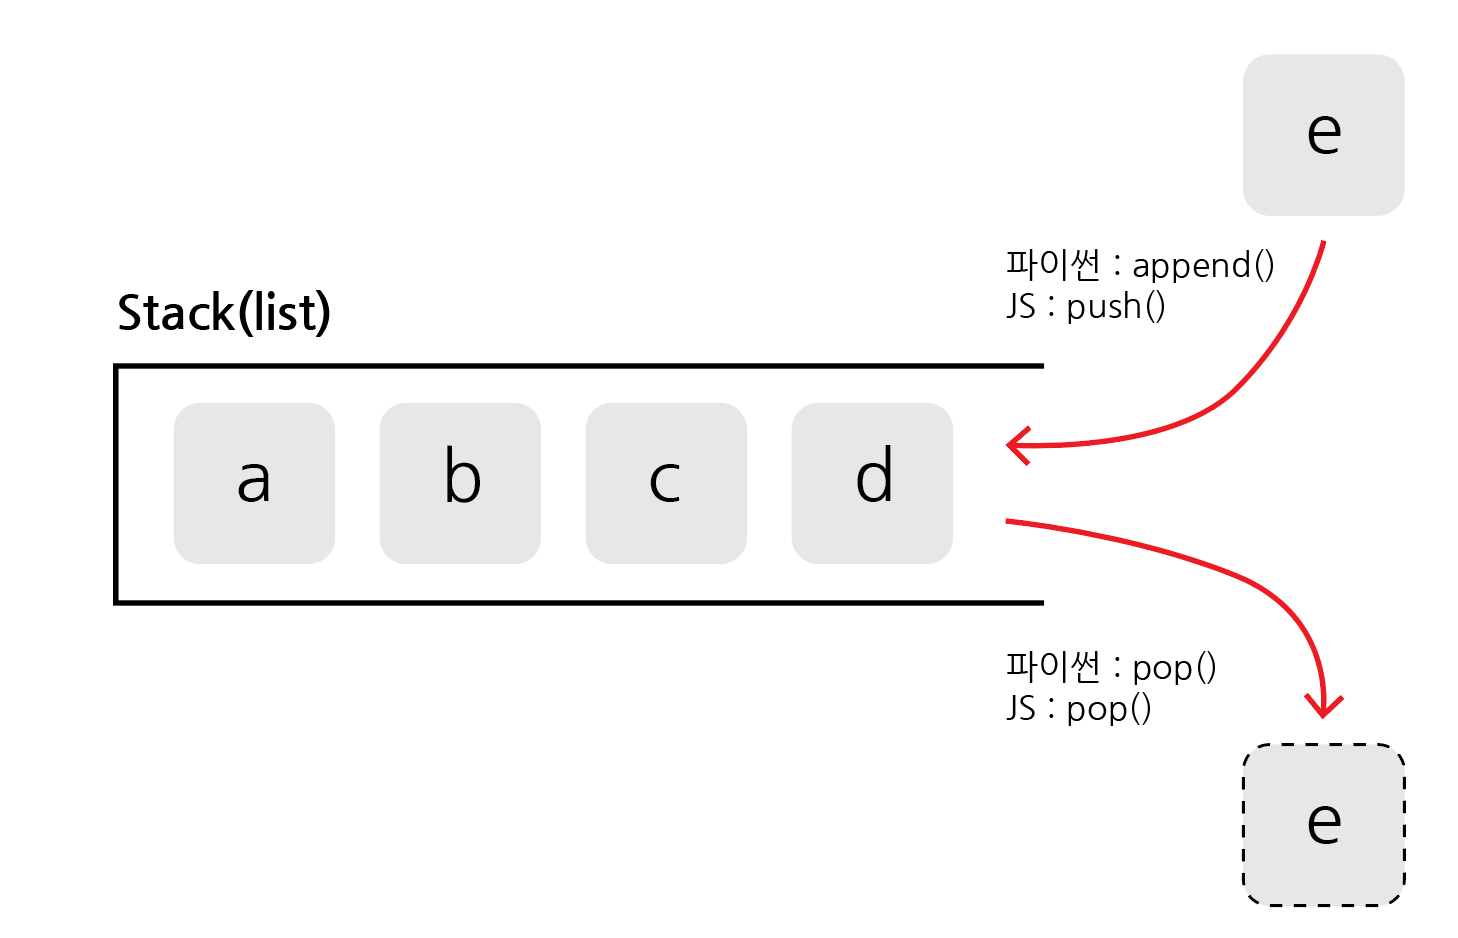 e
파이썬 : append()
JS : push()
Stack(list)
a b c d
파이썬 : pop()
JS : pop()
e